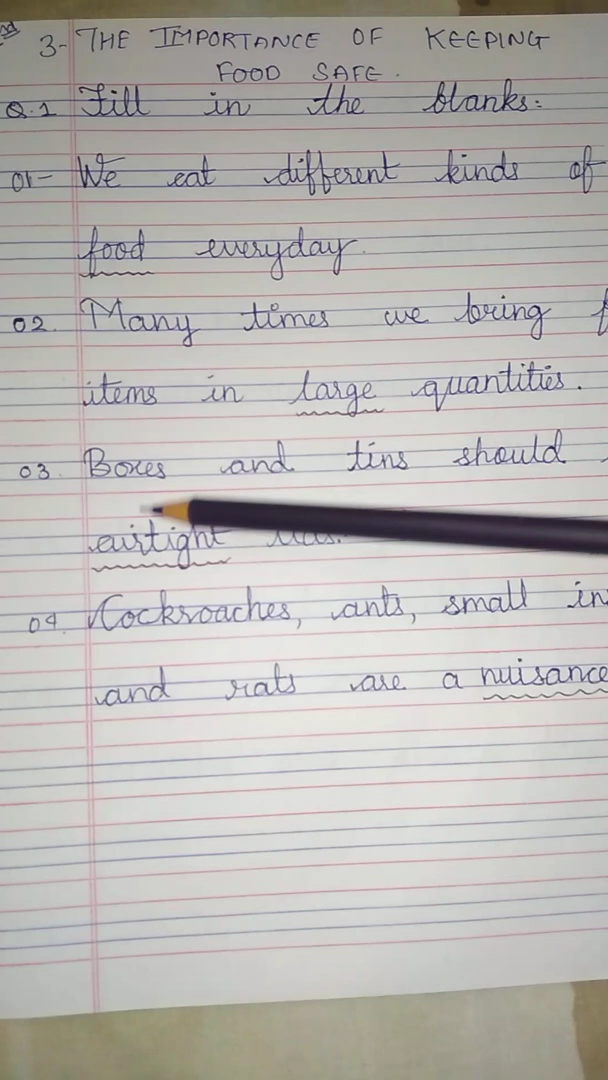 3- THE IMPORTANCE OF KEEPING
FOOD SAFE.
Q.1 Fill in the blanks:
01- We eat different kinds of
food everyday.
02. Many times we bring f
items in large quantities.
03. Boxes and tins should
airtight
04. Cockroaches, ants, small in
and rats are a nuisance